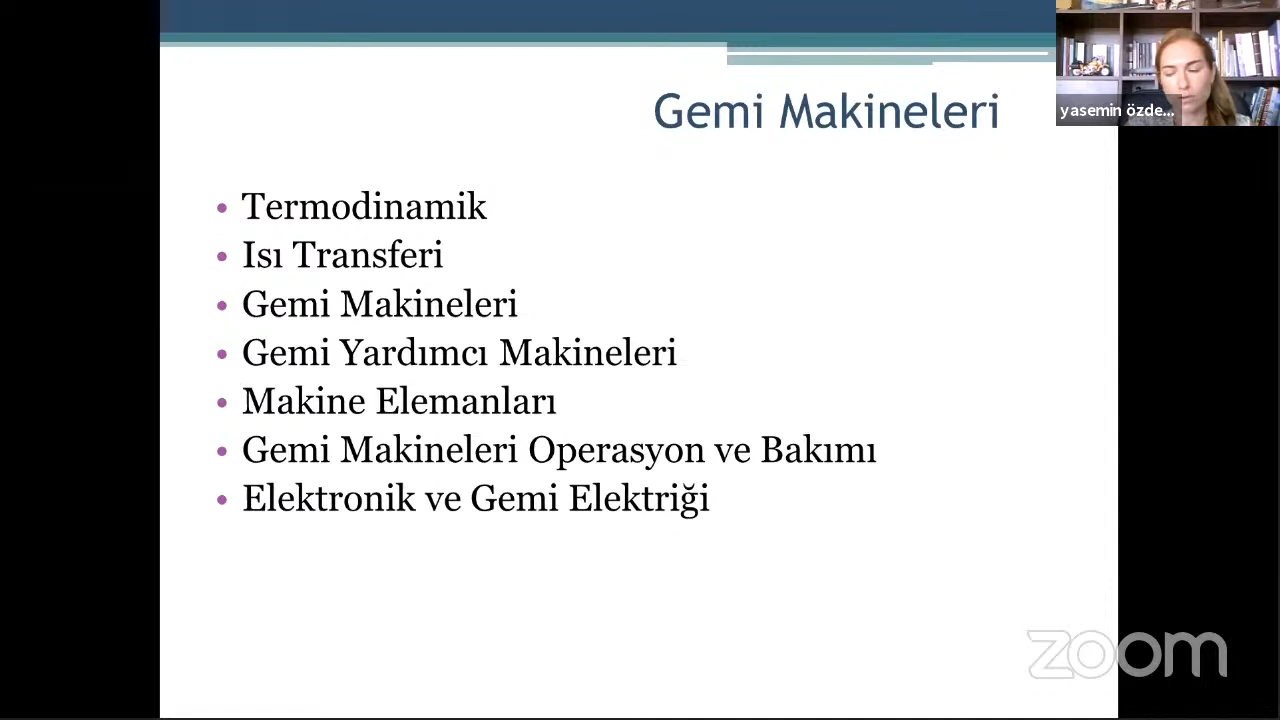 Gemi Makineleri
yasemin özde...
• Termodinamik
• Isı Transferi
• Gemi Makineleri
• Gemi Yardımcı Makineleri
• Makine Elemanları
• Gemi Makineleri Operasyon ve Bakımı
• Elektronik ve Gemi Elektriği
zoom